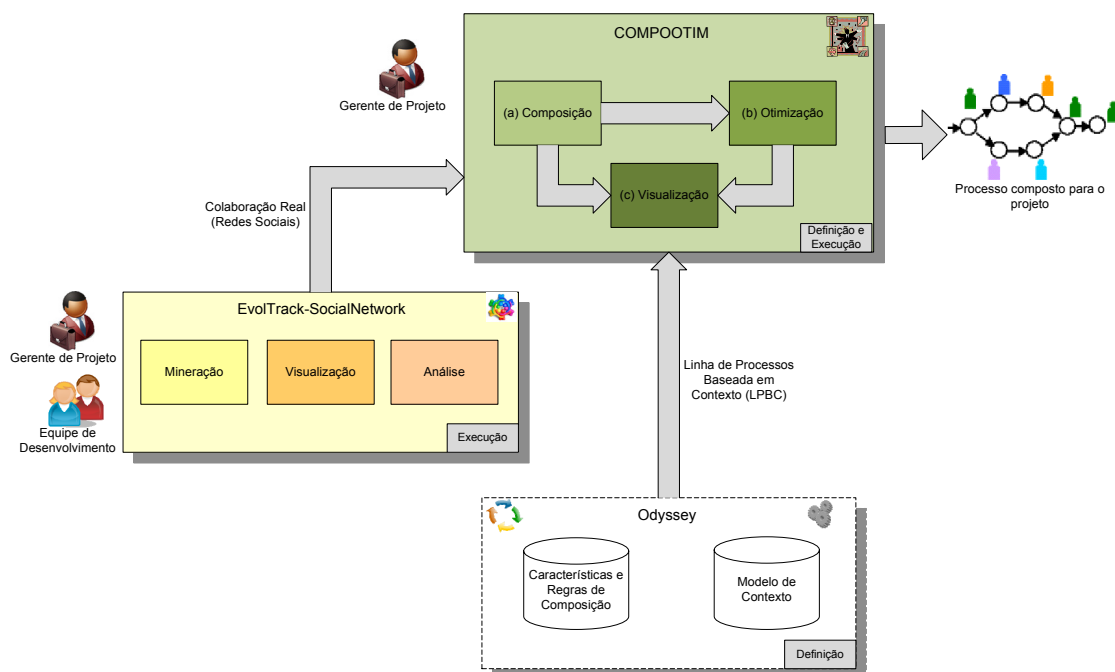 COMPOOTIM
Gerente de Projeto
(a) Composição
(b) Otimização
(c) Visualização
Definição e
Execução
Processo composto para o
projeto
Colaboração Real
(Redes Sociais)
EvolTrack-SocialNetwork
Gerente de Projeto
Mineração
Visualização
Análise
Equipe de
Desenvolvimento
Execução
Linha de Processos
Baseada em
Contexto (LPBC)
Odyssey
Características e
Regras de
Composição
Modelo de
Contexto
Definição